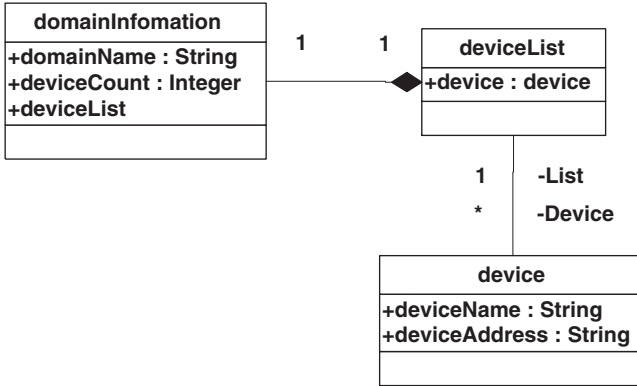 domainInfomation
+domainName : String
+deviceCount : Integer
+deviceList
1 1
deviceList
+device : device
1 -List
* -Device
device
+deviceName : String
+deviceAddress : String